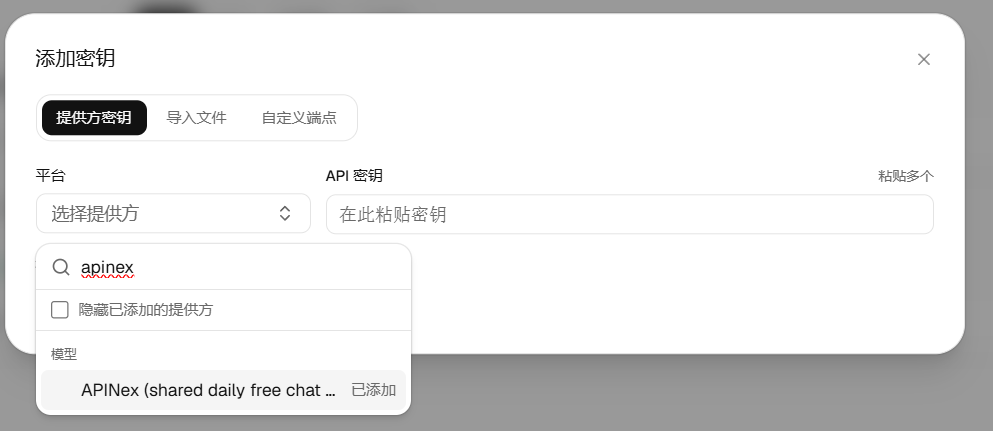 添加密钥
提供方密钥 导入文件 自定义端点
平台 API 密钥 粘贴多个
选择提供方 在此粘贴密钥
apinex
隐藏已添加的提供方
模型
APINex (shared daily free chat ... 已添加